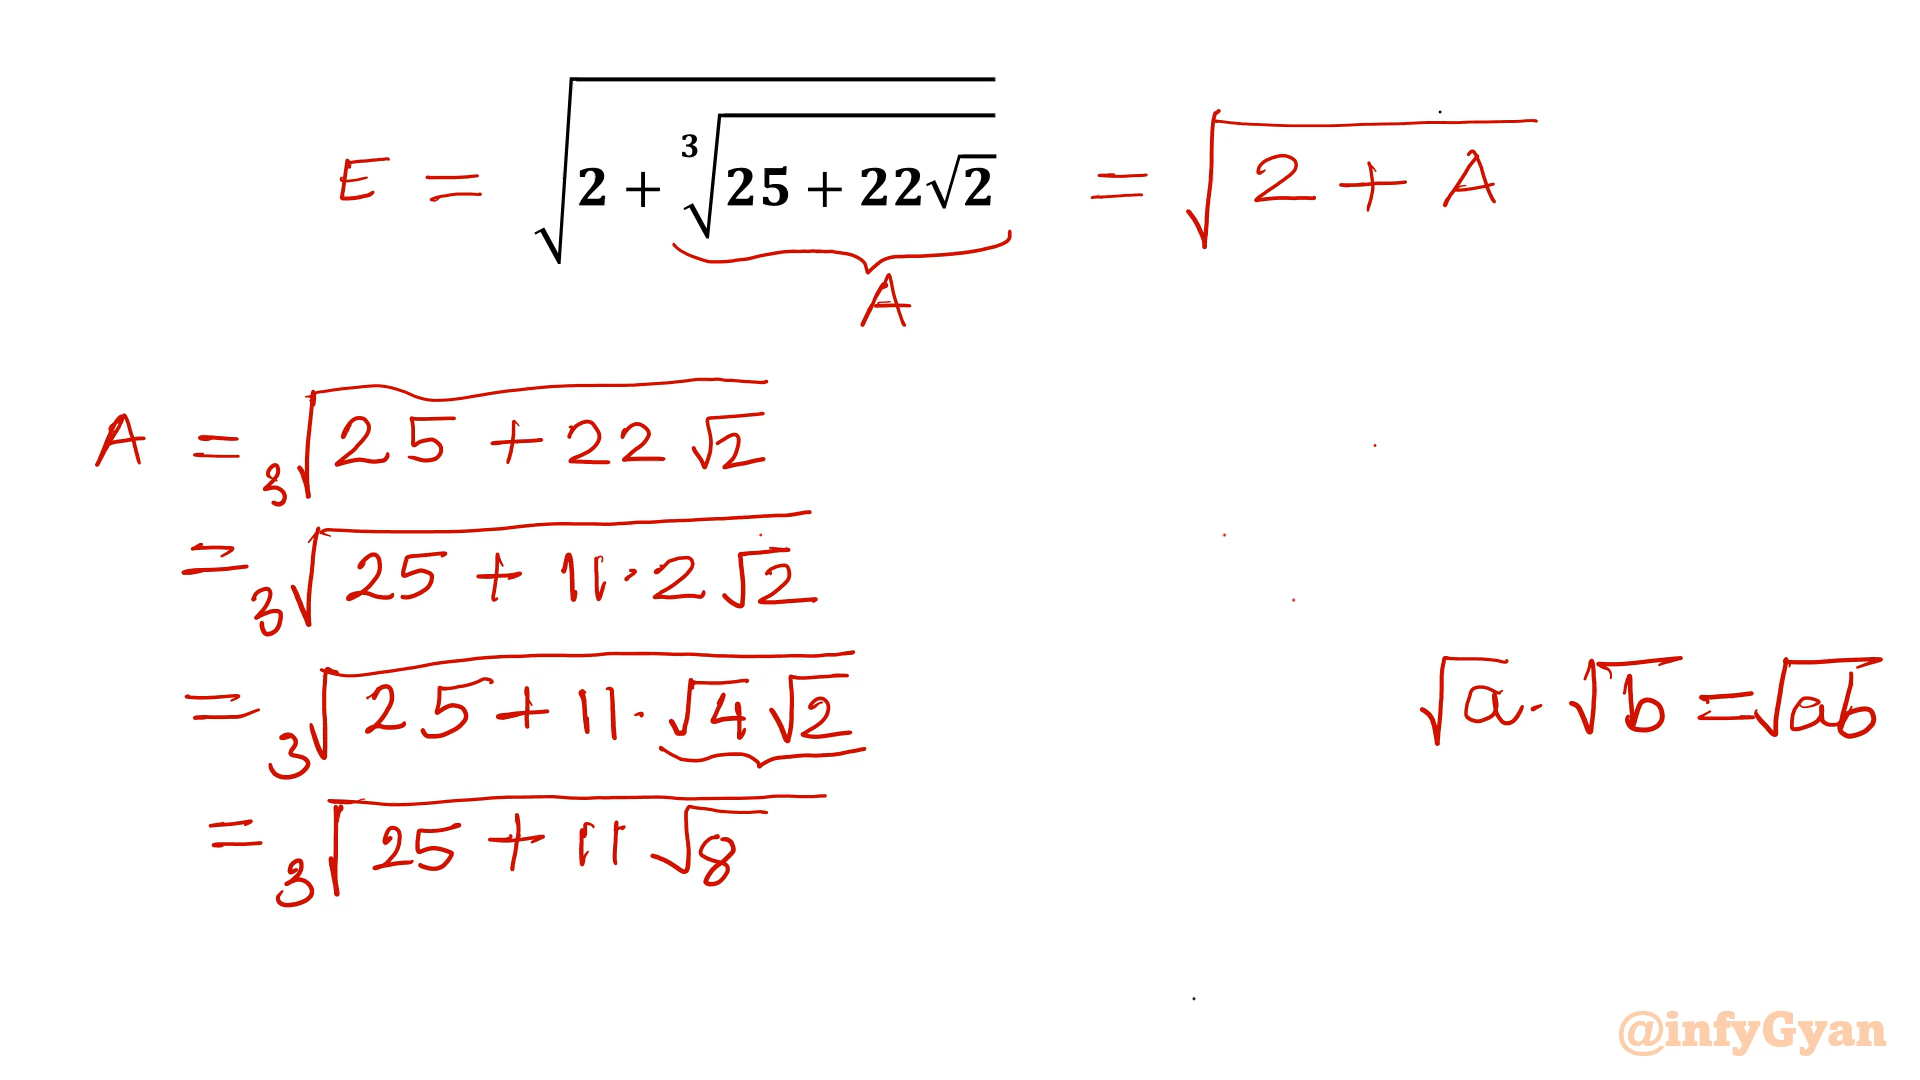 E = √(2 + ∛(25 + 22√2)) = √(2 + A)
A
A = ∛(25 + 22√2)
= ∛(25 + 11·2√2)
= ∛(25 + 11·√4√2)
√a · √b = √ab
= ∛(25 + 11√8)
@infyGyan